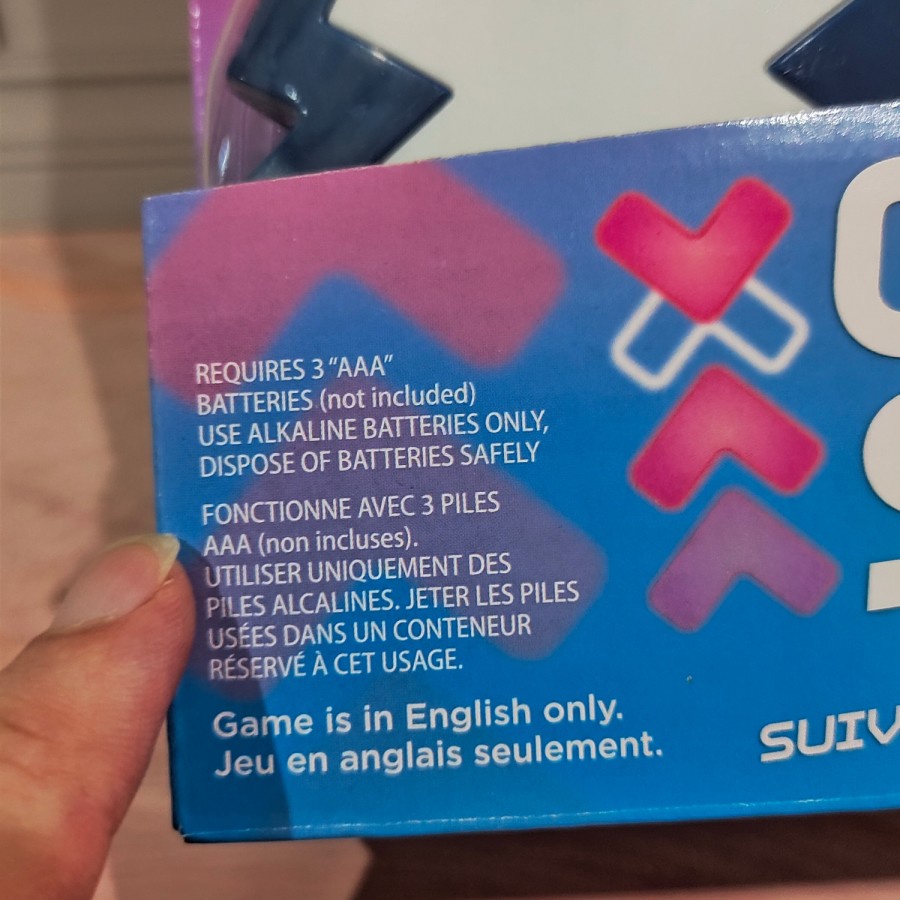 REQUIRES 3 "AAA"
BATTERIES (not included)
USE ALKALINE BATTERIES ONLY,
DISPOSE OF BATTERIES SAFELY
FONCTIONNE AVEC 3 PILES
AAA (non incluses).
UTILISER UNIQUEMENT DES
PILES ALCALINES. JETER LES PILES
USÉES DANS UN CONTENEUR
RÉSERVÉ À CET USAGE.
Game is in English only.
Jeu en anglais seulement.